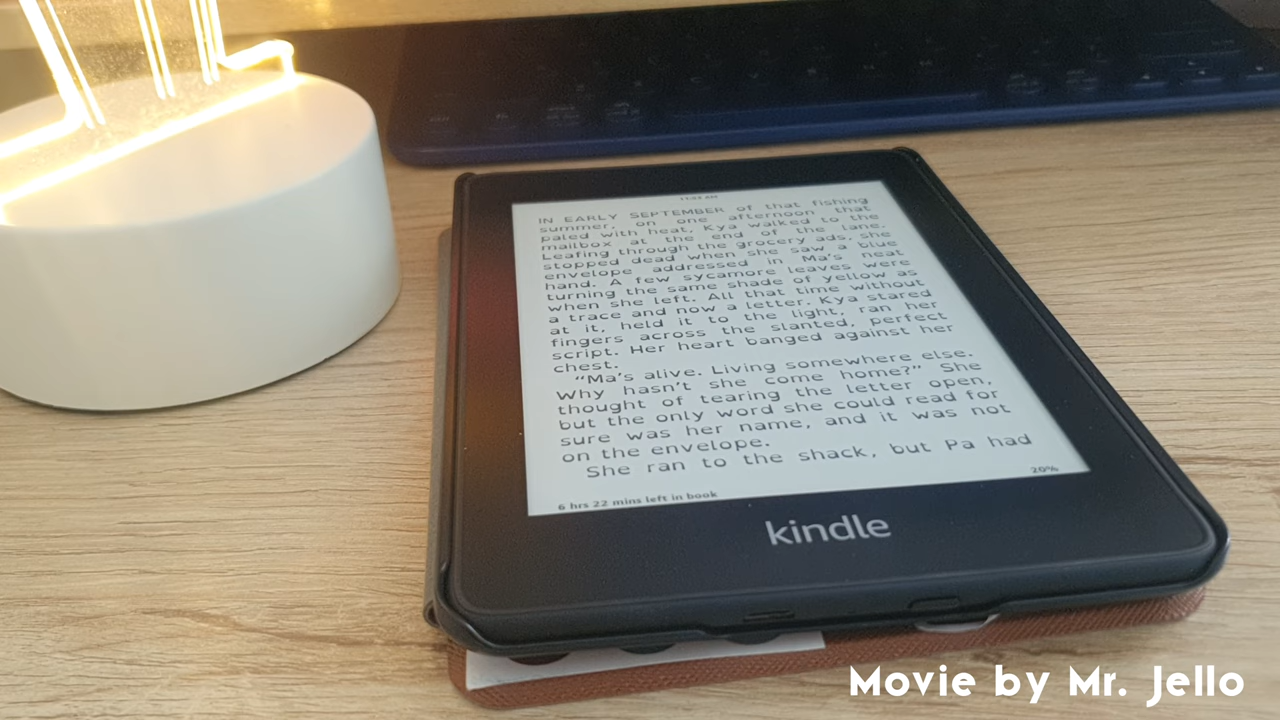 IN EARLY SEPTEMBER of that fishing
summer, on one afternoon that
paled with heat, Kya walked to the
mailbox at the end of the lane.
Leafing through the grocery ads, she
stopped dead when she saw a blue
envelope addressed in Ma's neat
hand. A few sycamore leaves were
turning the same shade of yellow as
when she left. All that time without
a trace and now a letter. Kya stared
at it, held it to the light, ran her
fingers across the slanted, perfect
script. Her heart banged against her
chest.
"Ma's alive. Living somewhere else.
Why hasn't she come home?" She
thought of tearing the letter open,
but the only word she could read for
sure was her name, and it was not
on the envelope.
She ran to the shack, but Pa had
6 hrs 22 mins left in book 20%
kindle
Movie by Mr. Jello